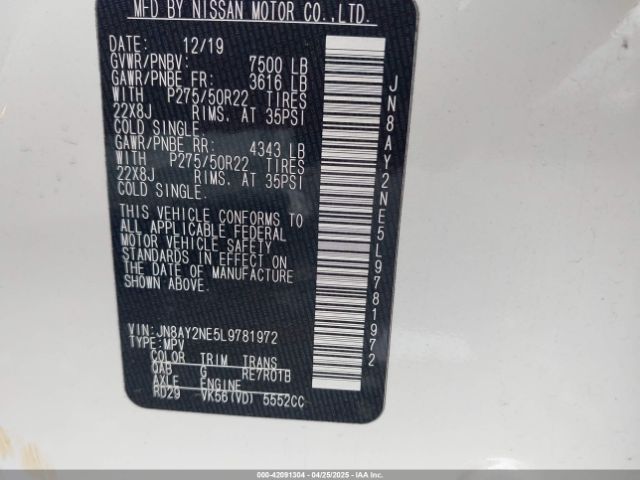 MFD BY NISSAN MOTOR CO.,LTD.
DATE: 12/19
GVWR/PNBV: 7500 LB
GAWR/PNBE FR: 3616 LB
WITH P275/50R22 TIRES
22X8J RIMS. AT 35PSI
COLD SINGLE.
GAWR/PNBE RR: 4343 LB
WITH P275/50R22 TIRES
22X8J RIMS. AT 35PSI
COLD SINGLE.
THIS VEHICLE CONFORMS TO
ALL APPLICABLE FEDERAL
MOTOR VEHICLE SAFETY
STANDARDS IN EFFECT ON
THE DATE OF MANUFACTURE
SHOWN ABOVE.
VIN: JN8AY2NE5L9781972
TYPE: MPV
COLOR TRIM TRANS
QAB G RE7R01B
AXLE ENGINE
RD29 VK56(VD) 5552CC
JN8AY2NE5L9781972
000-42091304 - 04/25/2025 - IAAI.COM